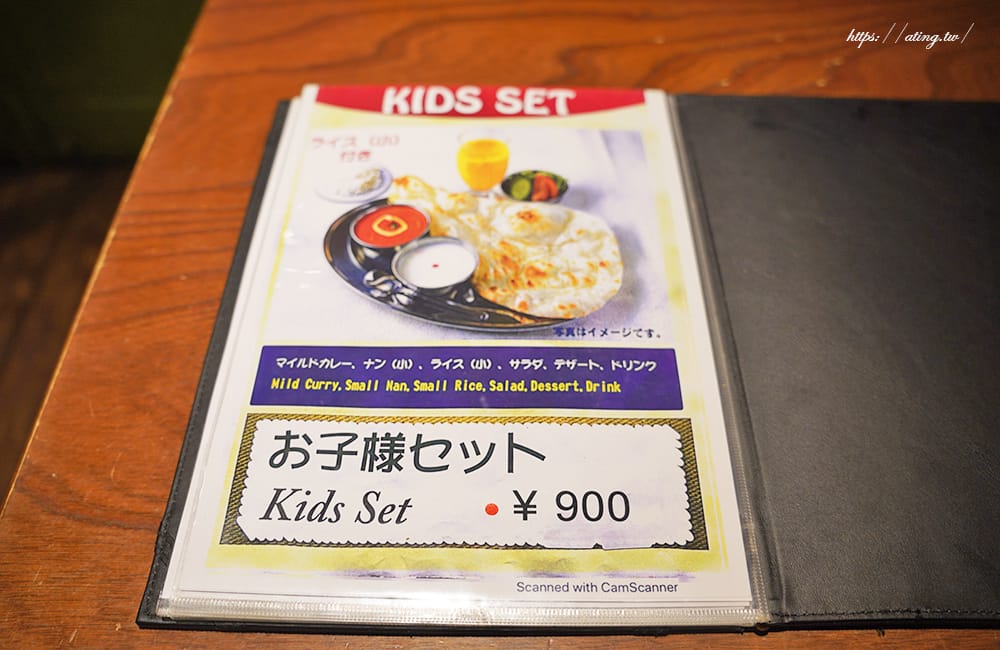 https://ating.tw/
KIDS SET
ライス（小）
付き
写真はイメージです。
マイルドカレー、ナン（小）、ライス（小）、サラダ、デザート、ドリンク
Mild Curry.Small Nan.Small Rice.Salad.Dessert.Drink
お子様セット
Kids Set ￥ 900
Scanned with CamScanner